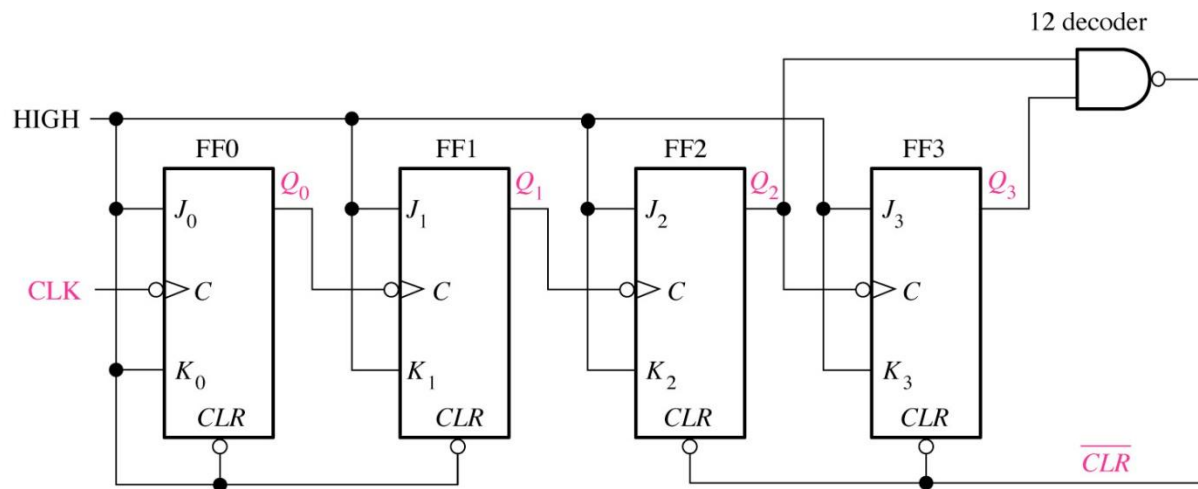 12 decoder
HIGH
FF0 FF1 FF2 FF3
Q0 Q1 Q2 Q3
J0 J1 J2 J3
CLK C C C C
K0 K1 K2 K3
CLR CLR CLR CLR
CLR